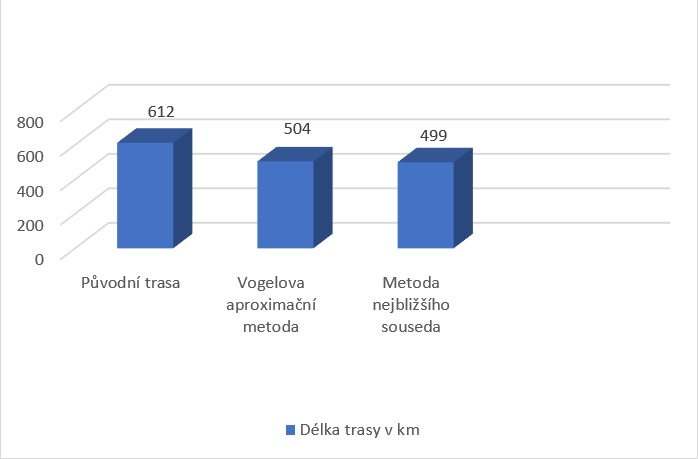 612
504
499
800
600
400
200
0
Původní trasa
Vogelova
aproximační
metoda
Metoda
nejbližšího
souseda
Délka trasy v km